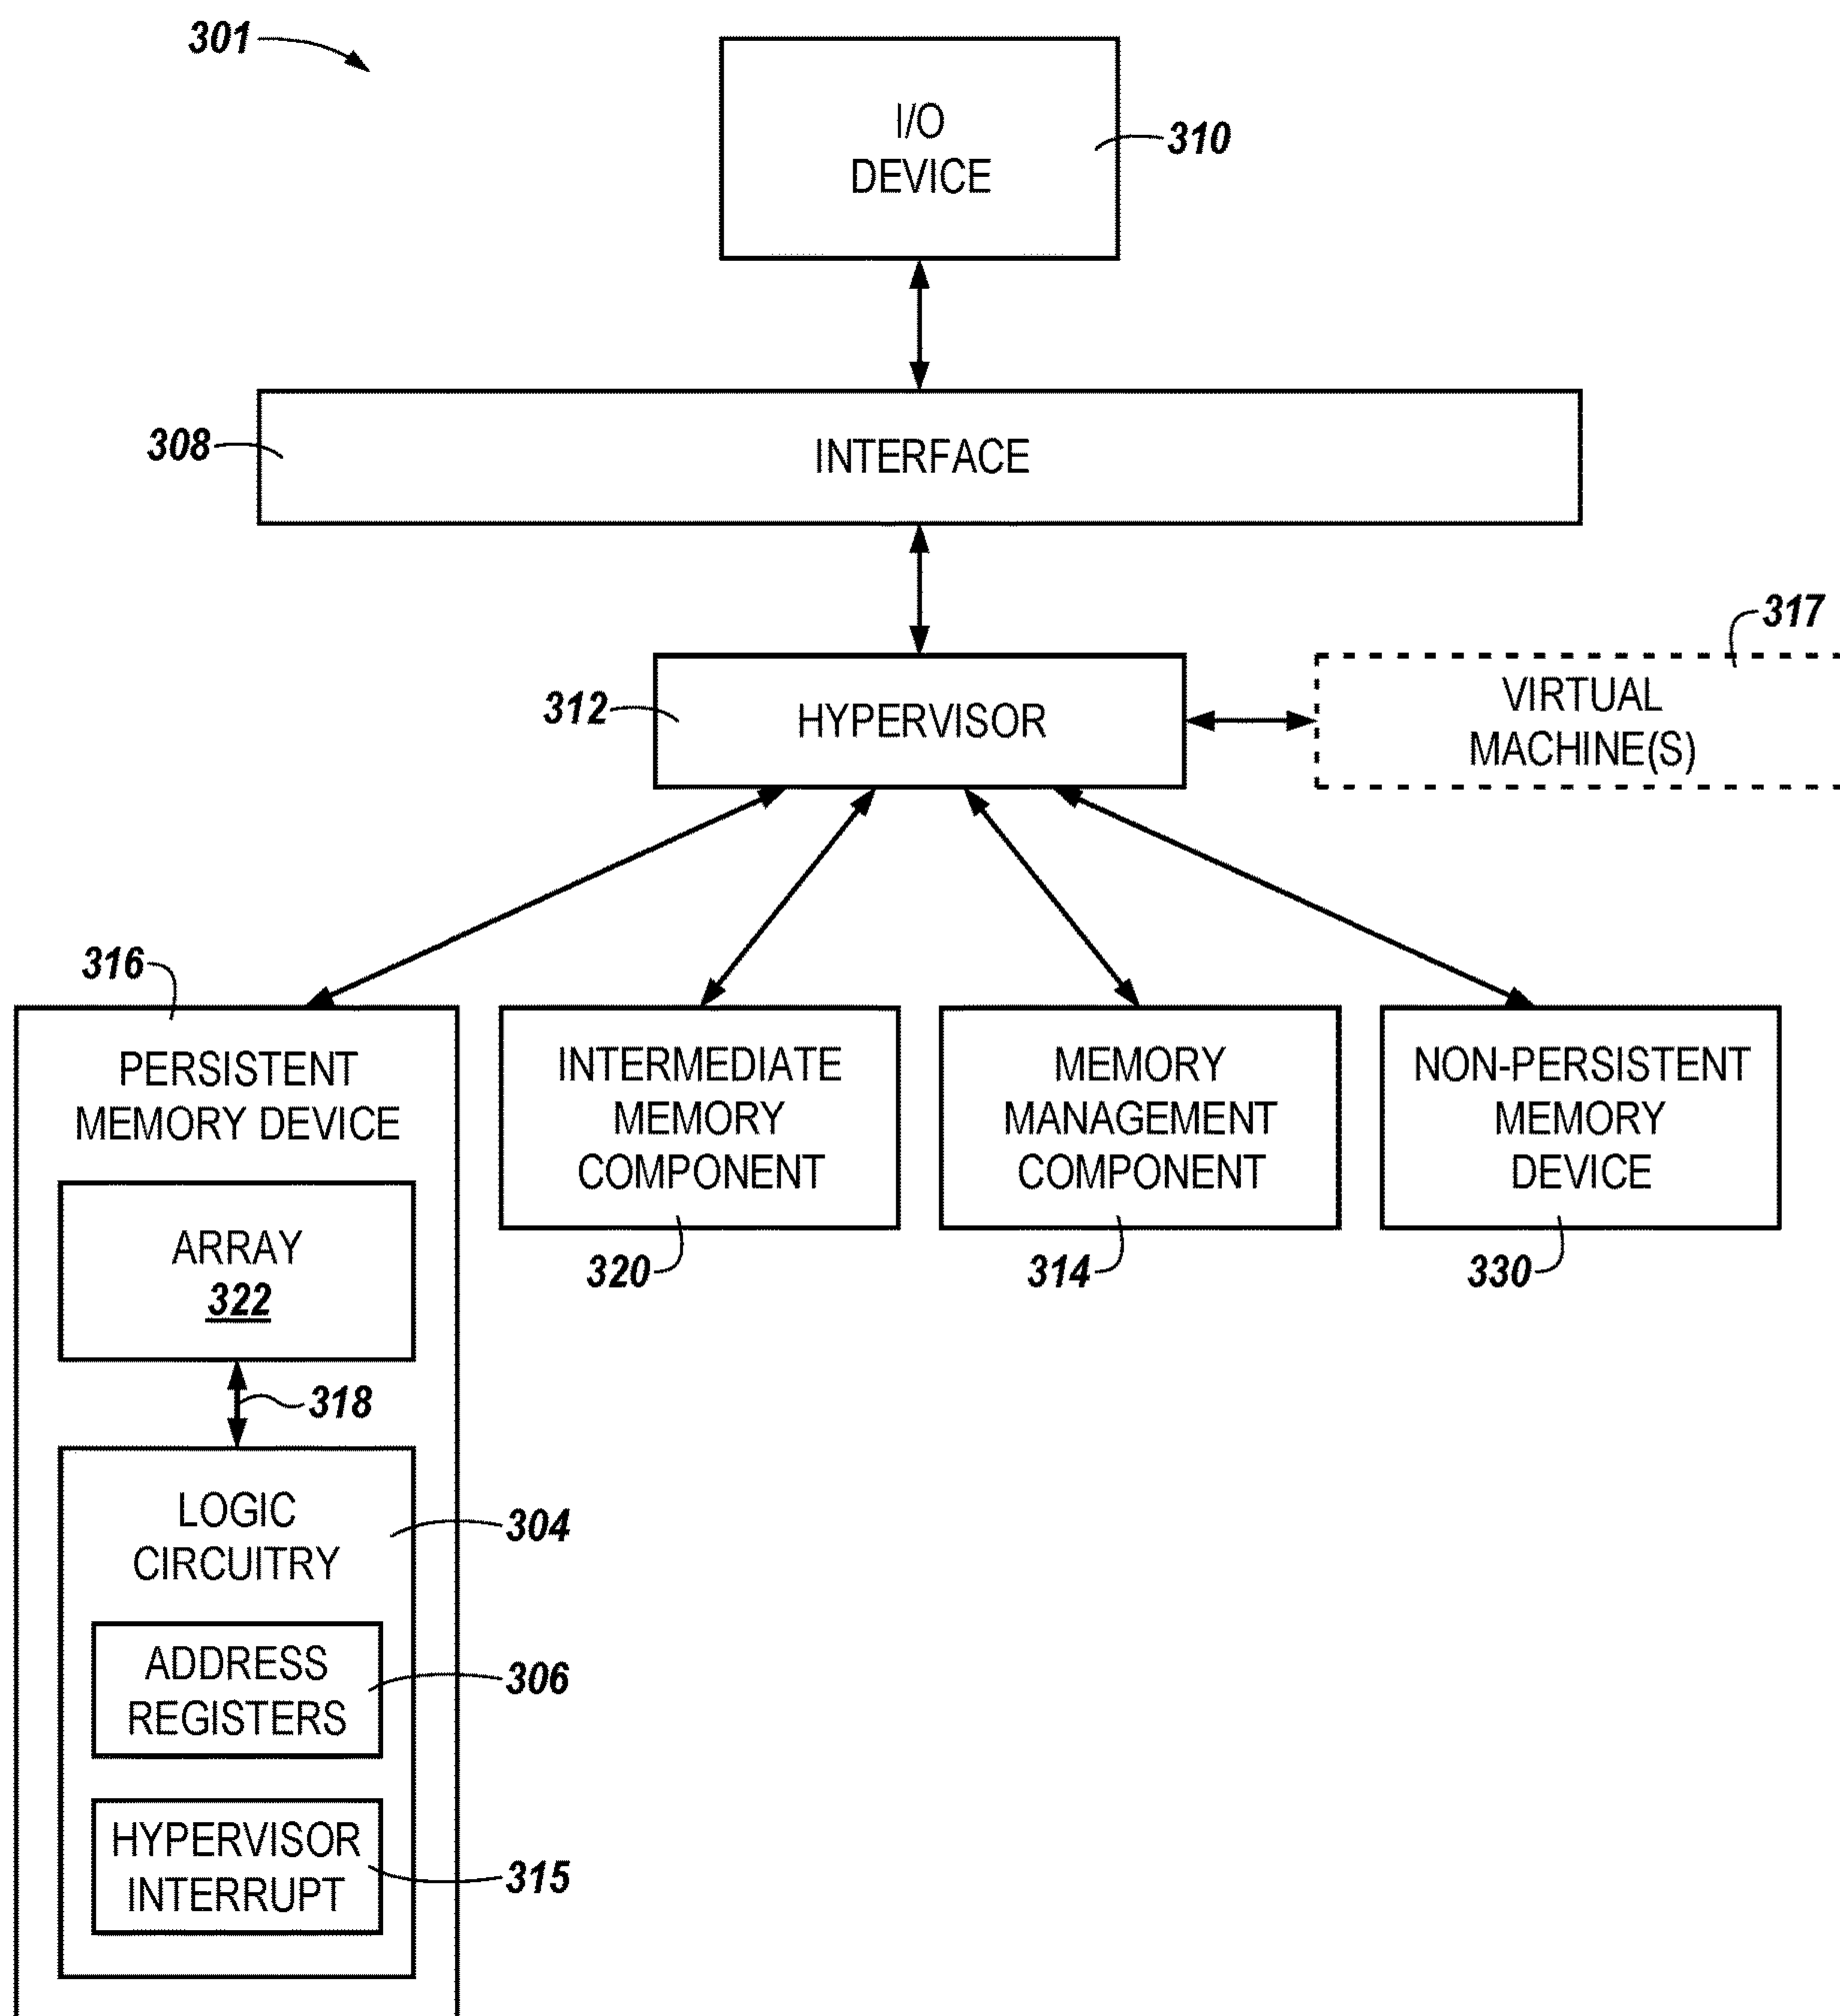 301
I/O
DEVICE
310
308
INTERFACE
317
312
HYPERVISOR
VIRTUAL
MACHINE(S)
316
PERSISTENT
MEMORY DEVICE
INTERMEDIATE
MEMORY
COMPONENT
MEMORY
MANAGEMENT
COMPONENT
NON-PERSISTENT
MEMORY
DEVICE
320
314
330
ARRAY
322
318
LOGIC
CIRCUITRY
304
ADDRESS
REGISTERS
306
HYPERVISOR
INTERRUPT
315